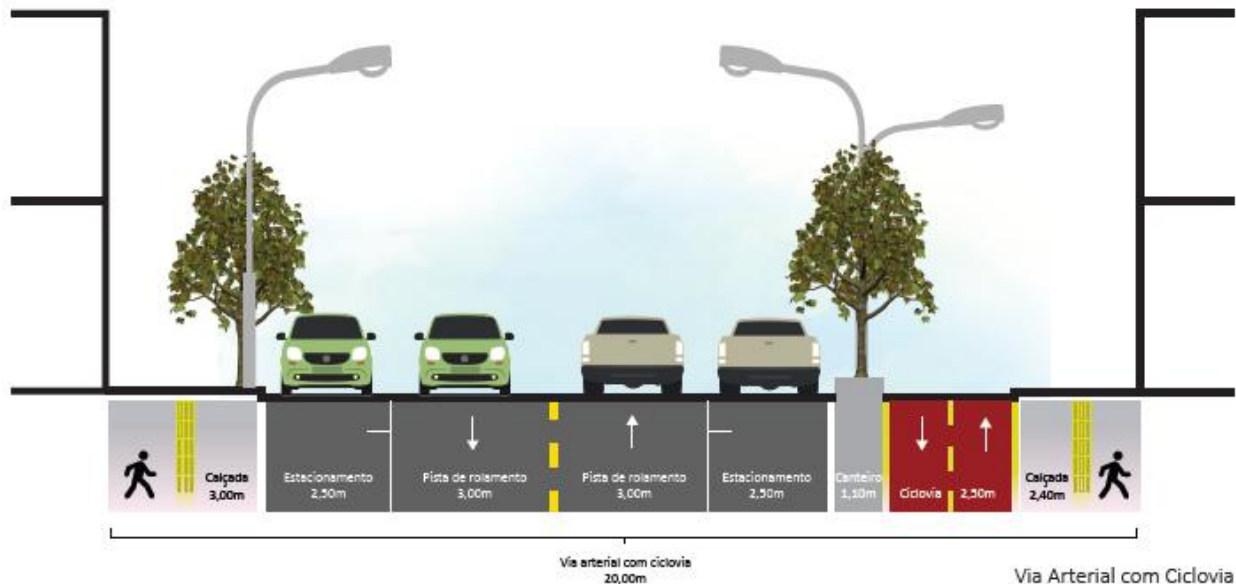 Calçada
3,00m
Estacionamento
2,50m
Pista de rolamento
3,00m
Pista de rolamento
3,00m
Estacionamento
2,50m
Canteiro
1,10m
Ciclovia 2,50m
Calçada
2,40m
Via arterial com ciclovia
20,00m
Via Arterial com Ciclovia